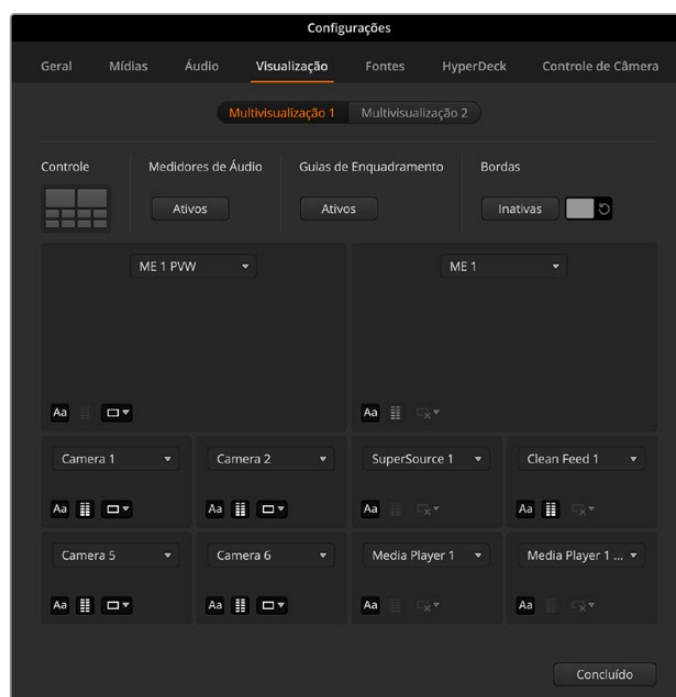 Configurações
Geral Mídias Áudio Visualização Fontes HyperDeck Controle de Câmera
Multivisualização 1 Multivisualização 2
Controle Medidores de Áudio Guias de Enquadramento Bordas
Ativos Ativos Inativas
ME 1 PVW ME 1
Aa Aa
Camera 1 Camera 2 SuperSource 1 Clean Feed 1
Aa Aa Aa Aa
Camera 5 Camera 6 Media Player 1 Media Player 1 ...
Aa Aa Aa Aa
Concluído